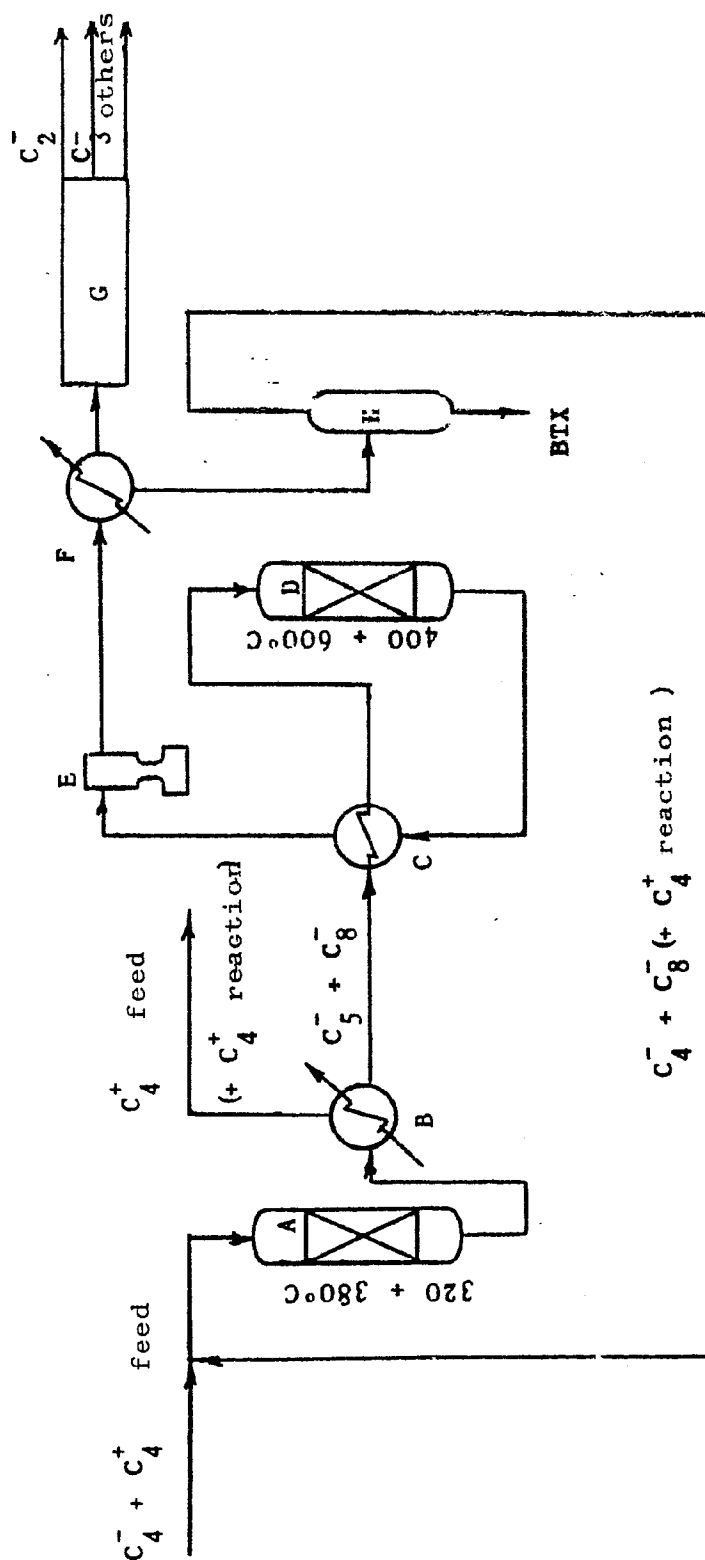 C₄⁻ + C₄⁺ feed
A
320 + 380°C
B
C₄⁺ feed
(+ C₄⁺ reaction)
C₅⁻ + C₈⁻
C
D
400 + 600°C
E
F
G
C₂⁻
C₃⁻
others
H
BTX
C₄⁻ + C₈⁻ (+ C₄⁺ reaction )